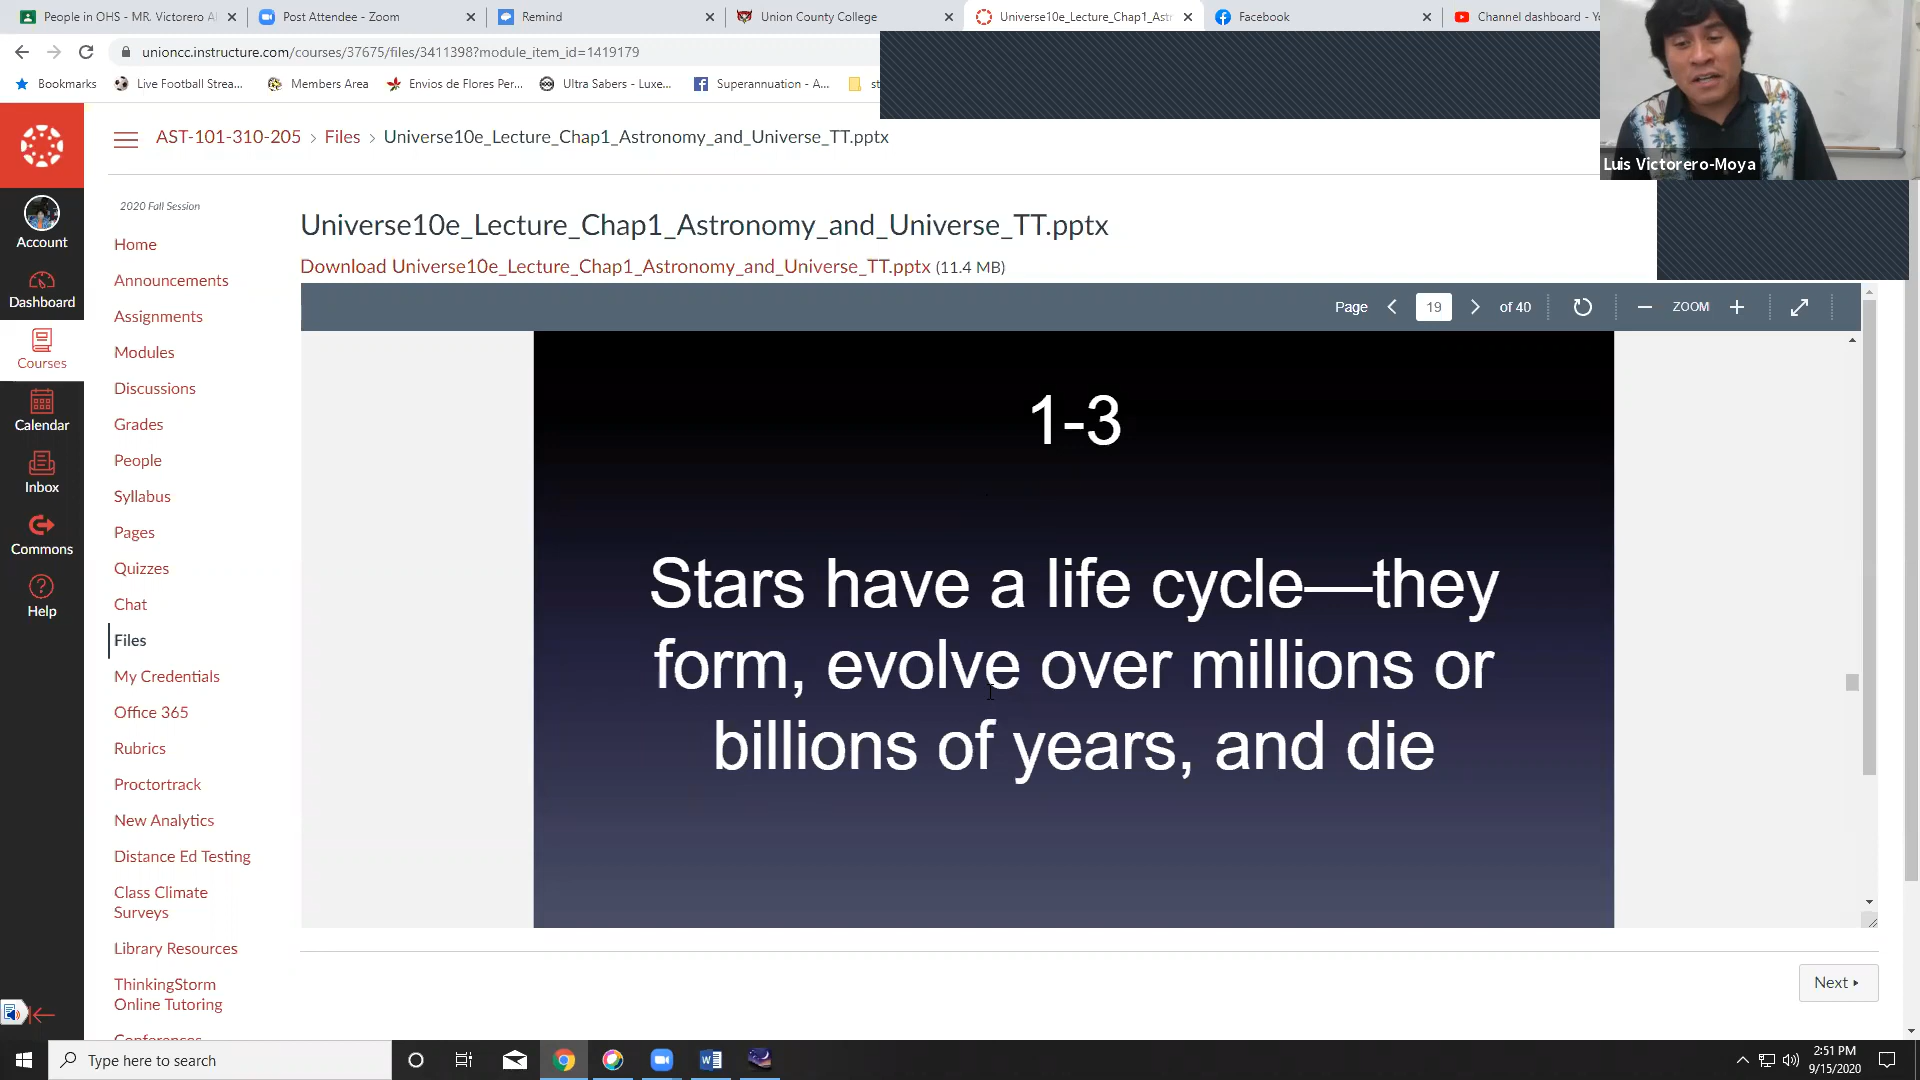 People in OHS - MR. Victorero Al
Post Attendee - Zoom
Remind
Union County College
Universe10e_Lecture_Chap1_Astr
Facebook
Channel dashboard - Yo
unioncc.instructure.com/courses/37675/files/3411398?module_item_id=1419179
Bookmarks
Live Football Strea...
Members Area
Envios de Flores Per...
Ultra Sabers - Luxe...
Superannuation - A...
st
AST-101-310-205 > Files > Universe10e_Lecture_Chap1_Astronomy_and_Universe_TT.pptx
Luis Victorero-Moya
Account
Dashboard
Courses
Calendar
Inbox
Commons
Help
2020 Fall Session
Home
Announcements
Assignments
Modules
Discussions
Grades
People
Syllabus
Pages
Quizzes
Chat
Files
My Credentials
Office 365
Rubrics
Proctortrack
New Analytics
Distance Ed Testing
Class Climate
Surveys
Library Resources
ThinkingStorm
Online Tutoring
Universe10e_Lecture_Chap1_Astronomy_and_Universe_TT.pptx
Download Universe10e_Lecture_Chap1_Astronomy_and_Universe_TT.pptx (11.4 MB)
Page 19 of 40 ZOOM
1-3
Stars have a life cycle—they
form, evolve over millions or
billions of years, and die
Next
Type here to search
2:51 PM
9/15/2020